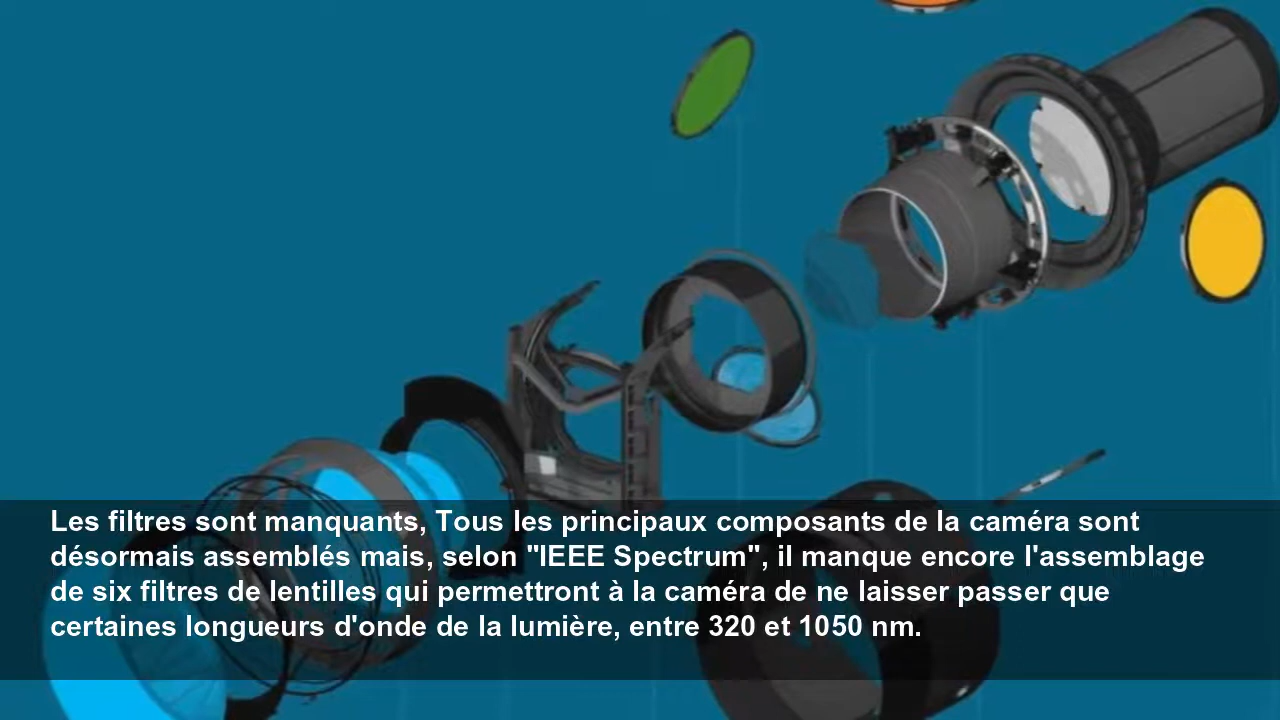 Les filtres sont manquants, Tous les principaux composants de la caméra sont
désormais assemblés mais, selon "IEEE Spectrum", il manque encore l'assemblage
de six filtres de lentilles qui permettront à la caméra de ne laisser passer que
certaines longueurs d'onde de la lumière, entre 320 et 1050 nm.